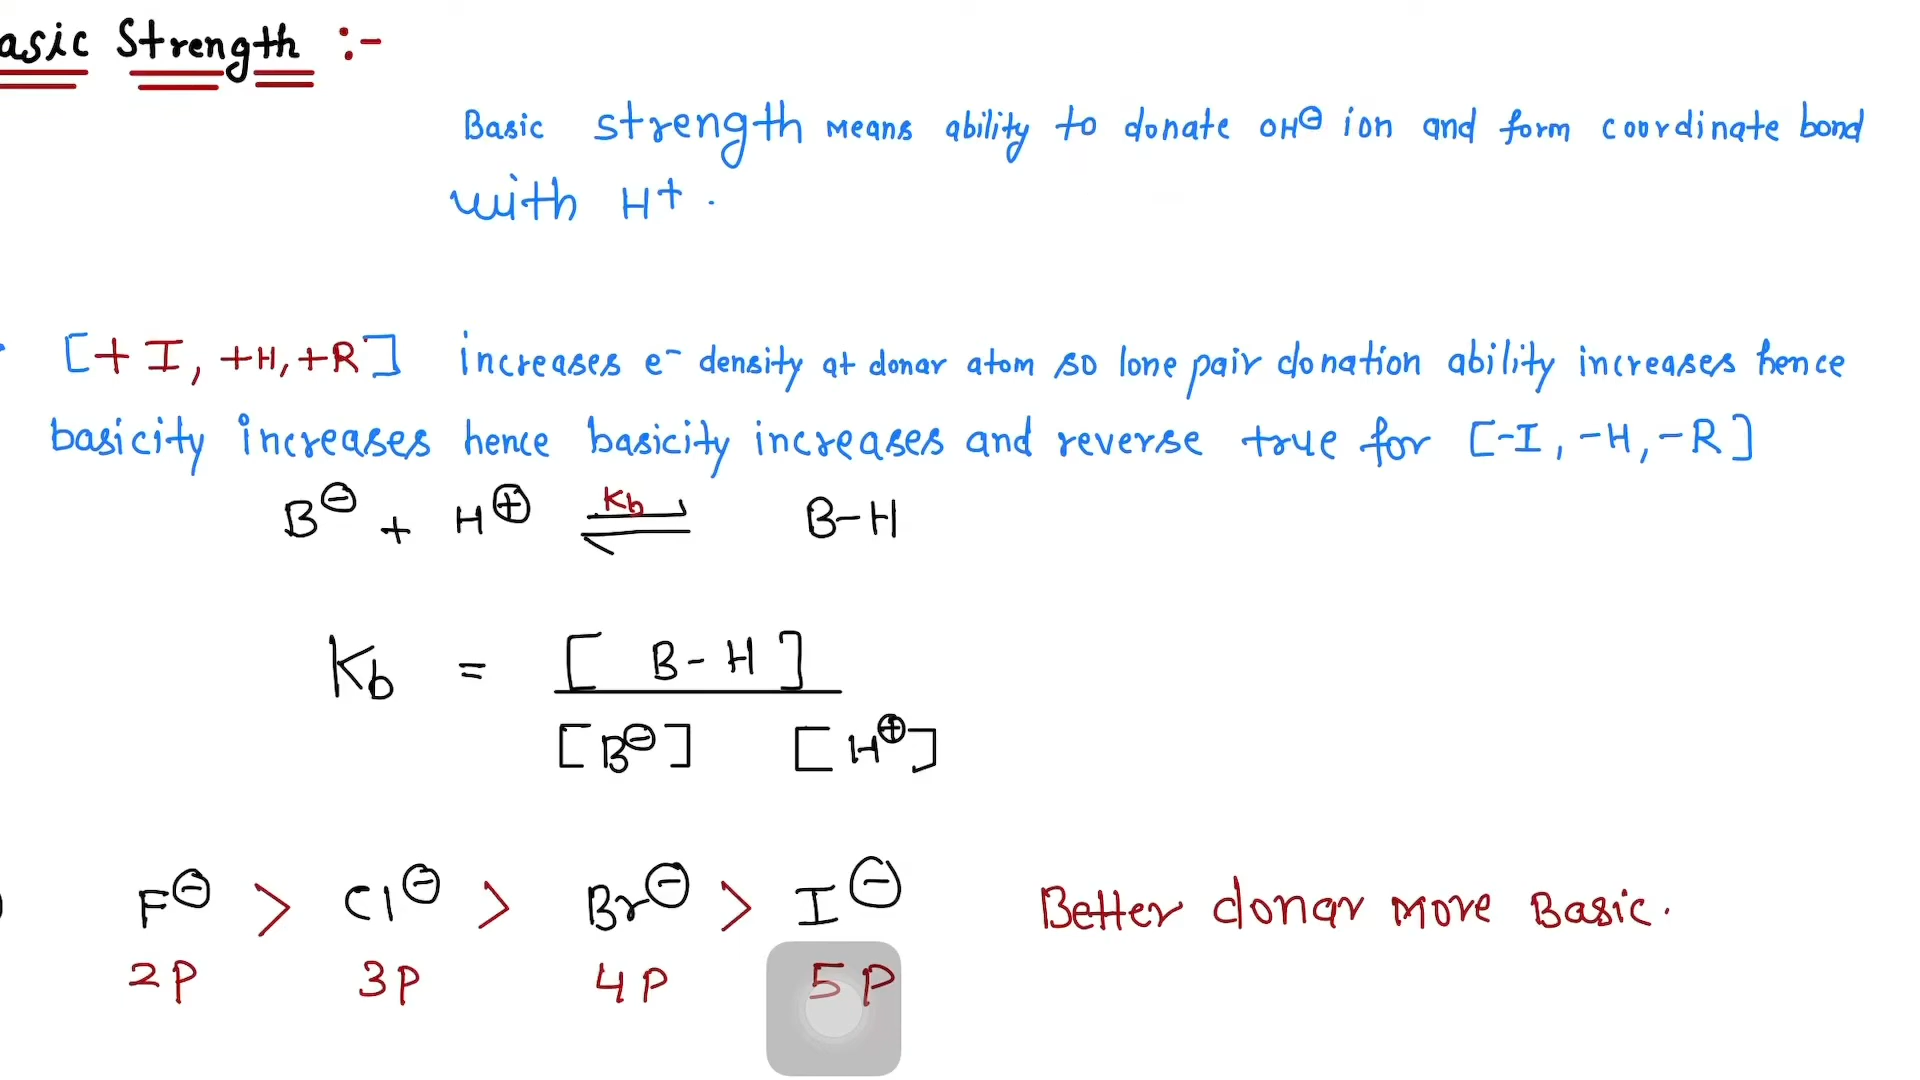 asic Strength :-
Basic strength means ability to donate OH⊖ ion and form coordinate bond
with H+.
[+I, +H, +R] increases e⁻ density at donar atom so lone pair donation ability increases hence
basicity increases hence basicity increases and reverse true for [-I, -H, -R]
B⊖ + H⊕ ⇌ B-H
Kb
Kb = [B-H]
[B⊖] [H⊕]
F⊖ > Cl⊖ > Br⊖ > I⊖ Better donar more Basic.
2p 3p 4p 5p